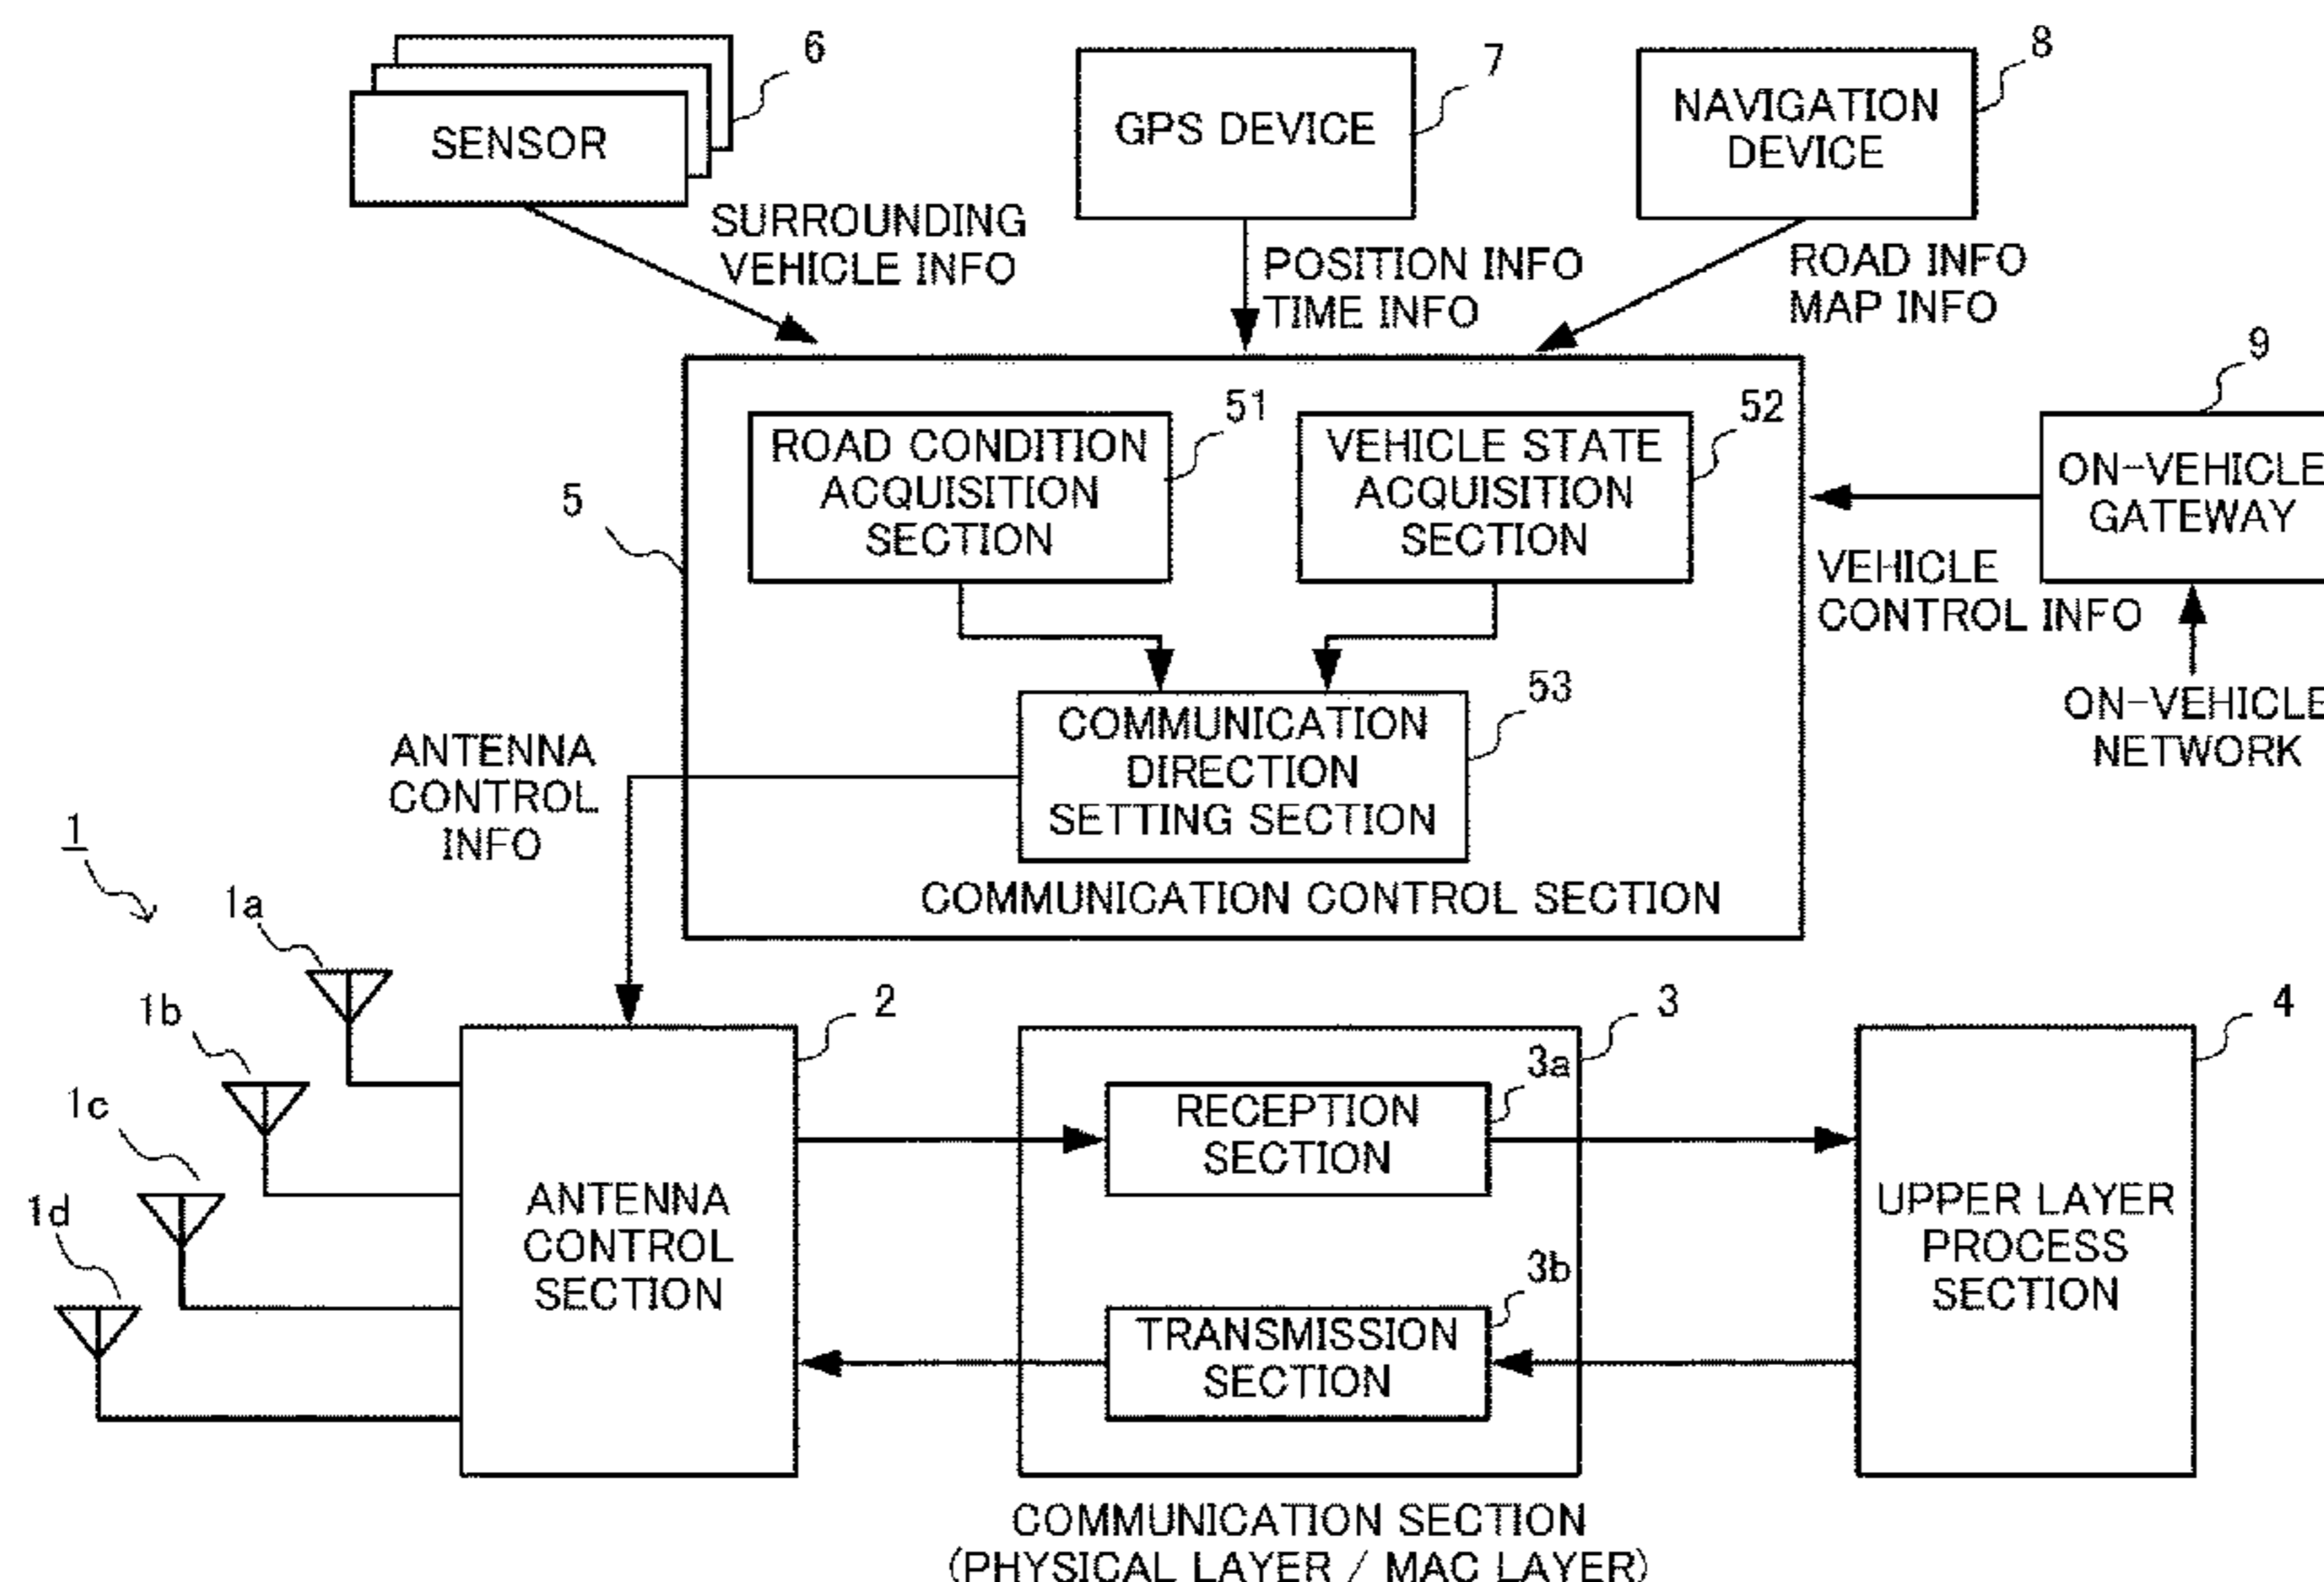 6
SENSOR
7
GPS DEVICE
8
NAVIGATION
DEVICE
SURROUNDING
VEHICLE INFO
POSITION INFO
TIME INFO
ROAD INFO
MAP INFO
9
ON-VEHICLE
GATEWAY
VEHICLE
CONTROL INFO
ON-VEHICLE
NETWORK
5
51
ROAD CONDITION
ACQUISITION
SECTION
52
VEHICLE STATE
ACQUISITION
SECTION
53
COMMUNICATION
DIRECTION
SETTING SECTION
COMMUNICATION CONTROL SECTION
ANTENNA
CONTROL
INFO
1
1a
1b
1c
1d
2
ANTENNA
CONTROL
SECTION
3
3a
RECEPTION
SECTION
3b
TRANSMISSION
SECTION
4
UPPER LAYER
PROCESS
SECTION
COMMUNICATION SECTION
(PHYSICAL LAYER / MAC LAYER)